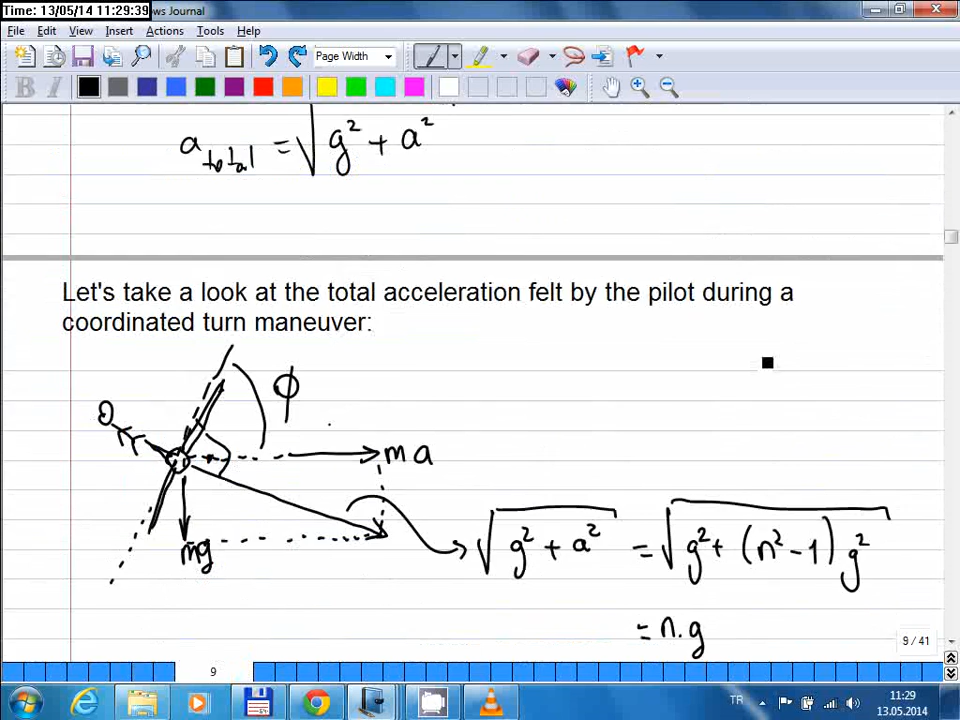 Time: 13/05/14 11:29:39 ows Journal
File Edit View Insert Actions Tools Help
Page Width
B I
a total = √g² + a²
Let's take a look at the total acceleration felt by the pilot during a
coordinated turn maneuver:
ϕ
ma
mg
√g² + a² = √g² + (n² - 1) g²
= n.g
9 / 41
9
TR 11:29
13.05.2014